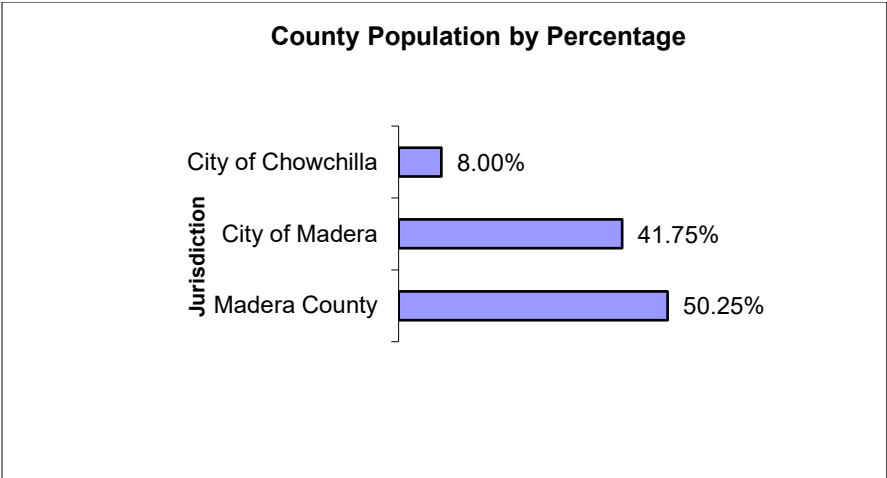 County Population by Percentage
Jurisdiction
City of Chowchilla 8.00%
City of Madera 41.75%
Madera County 50.25%